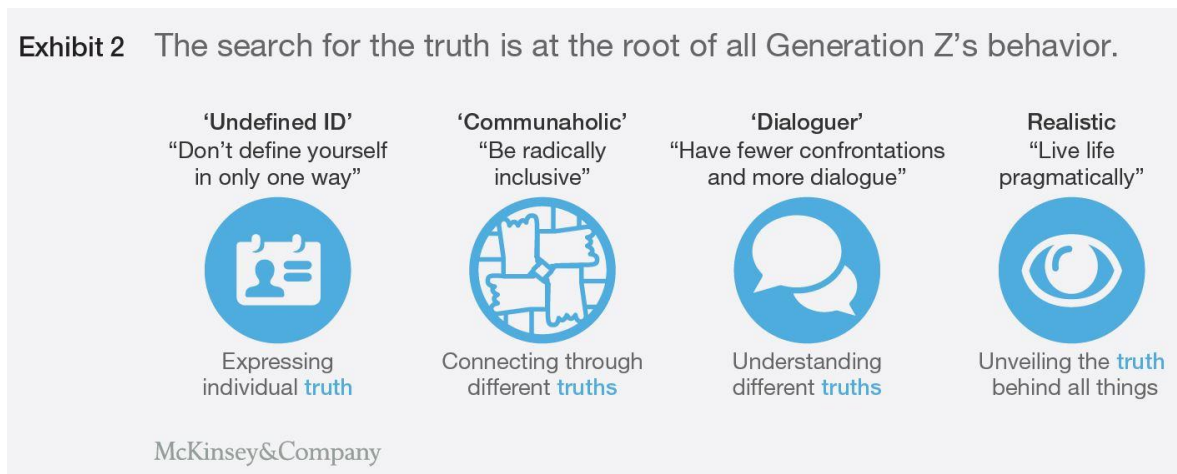 Exhibit 2 The search for the truth is at the root of all Generation Z’s behavior.
‘Undefined ID’
“Don’t define yourself
in only one way”
Expressing
individual truth
‘Communaholic’
“Be radically
inclusive”
Connecting through
different truths
‘Dialoguer’
“Have fewer confrontations
and more dialogue”
Understanding
different truths
Realistic
“Live life
pragmatically”
Unveiling the truth
behind all things
McKinsey&Company